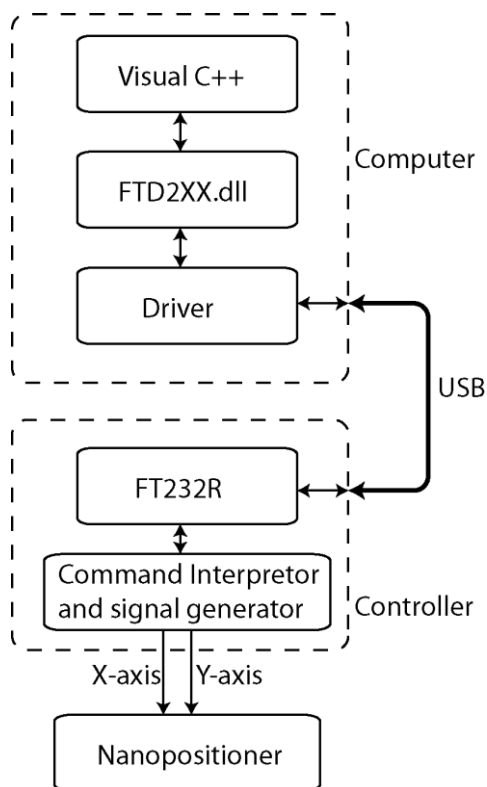 Visual C++
Computer
FTD2XX.dll
Driver
USB
FT232R
Command Interpretor
and signal generator
Controller
X-axis
Y-axis
Nanopositioner